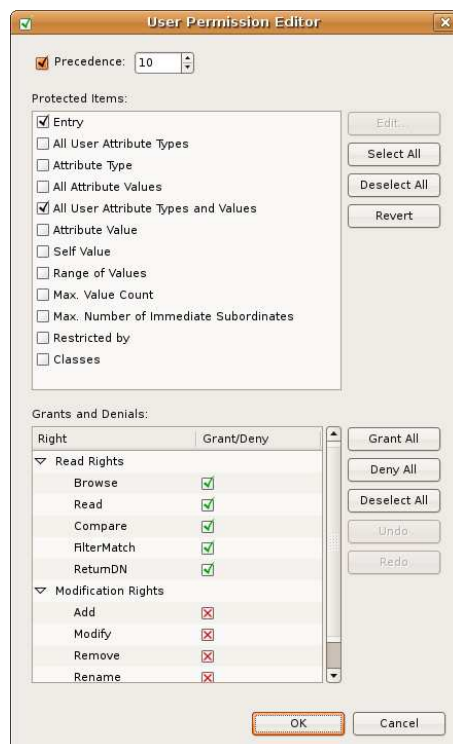 User Permission Editor
Precedence: 10
Protected Items:
Entry
All User Attribute Types
Attribute Type
All Attribute Values
All User Attribute Types and Values
Attribute Value
Self Value
Range of Values
Max. Value Count
Max. Number of Immediate Subordinates
Restricted by
Classes
Edit...
Select All
Deselect All
Revert
Grants and Denials:
Right Grant/Deny
Read Rights
Browse
Read
Compare
FilterMatch
ReturnDN
Modification Rights
Add
Modify
Remove
Rename
Grant All
Deny All
Deselect All
Undo
Redo
OK Cancel